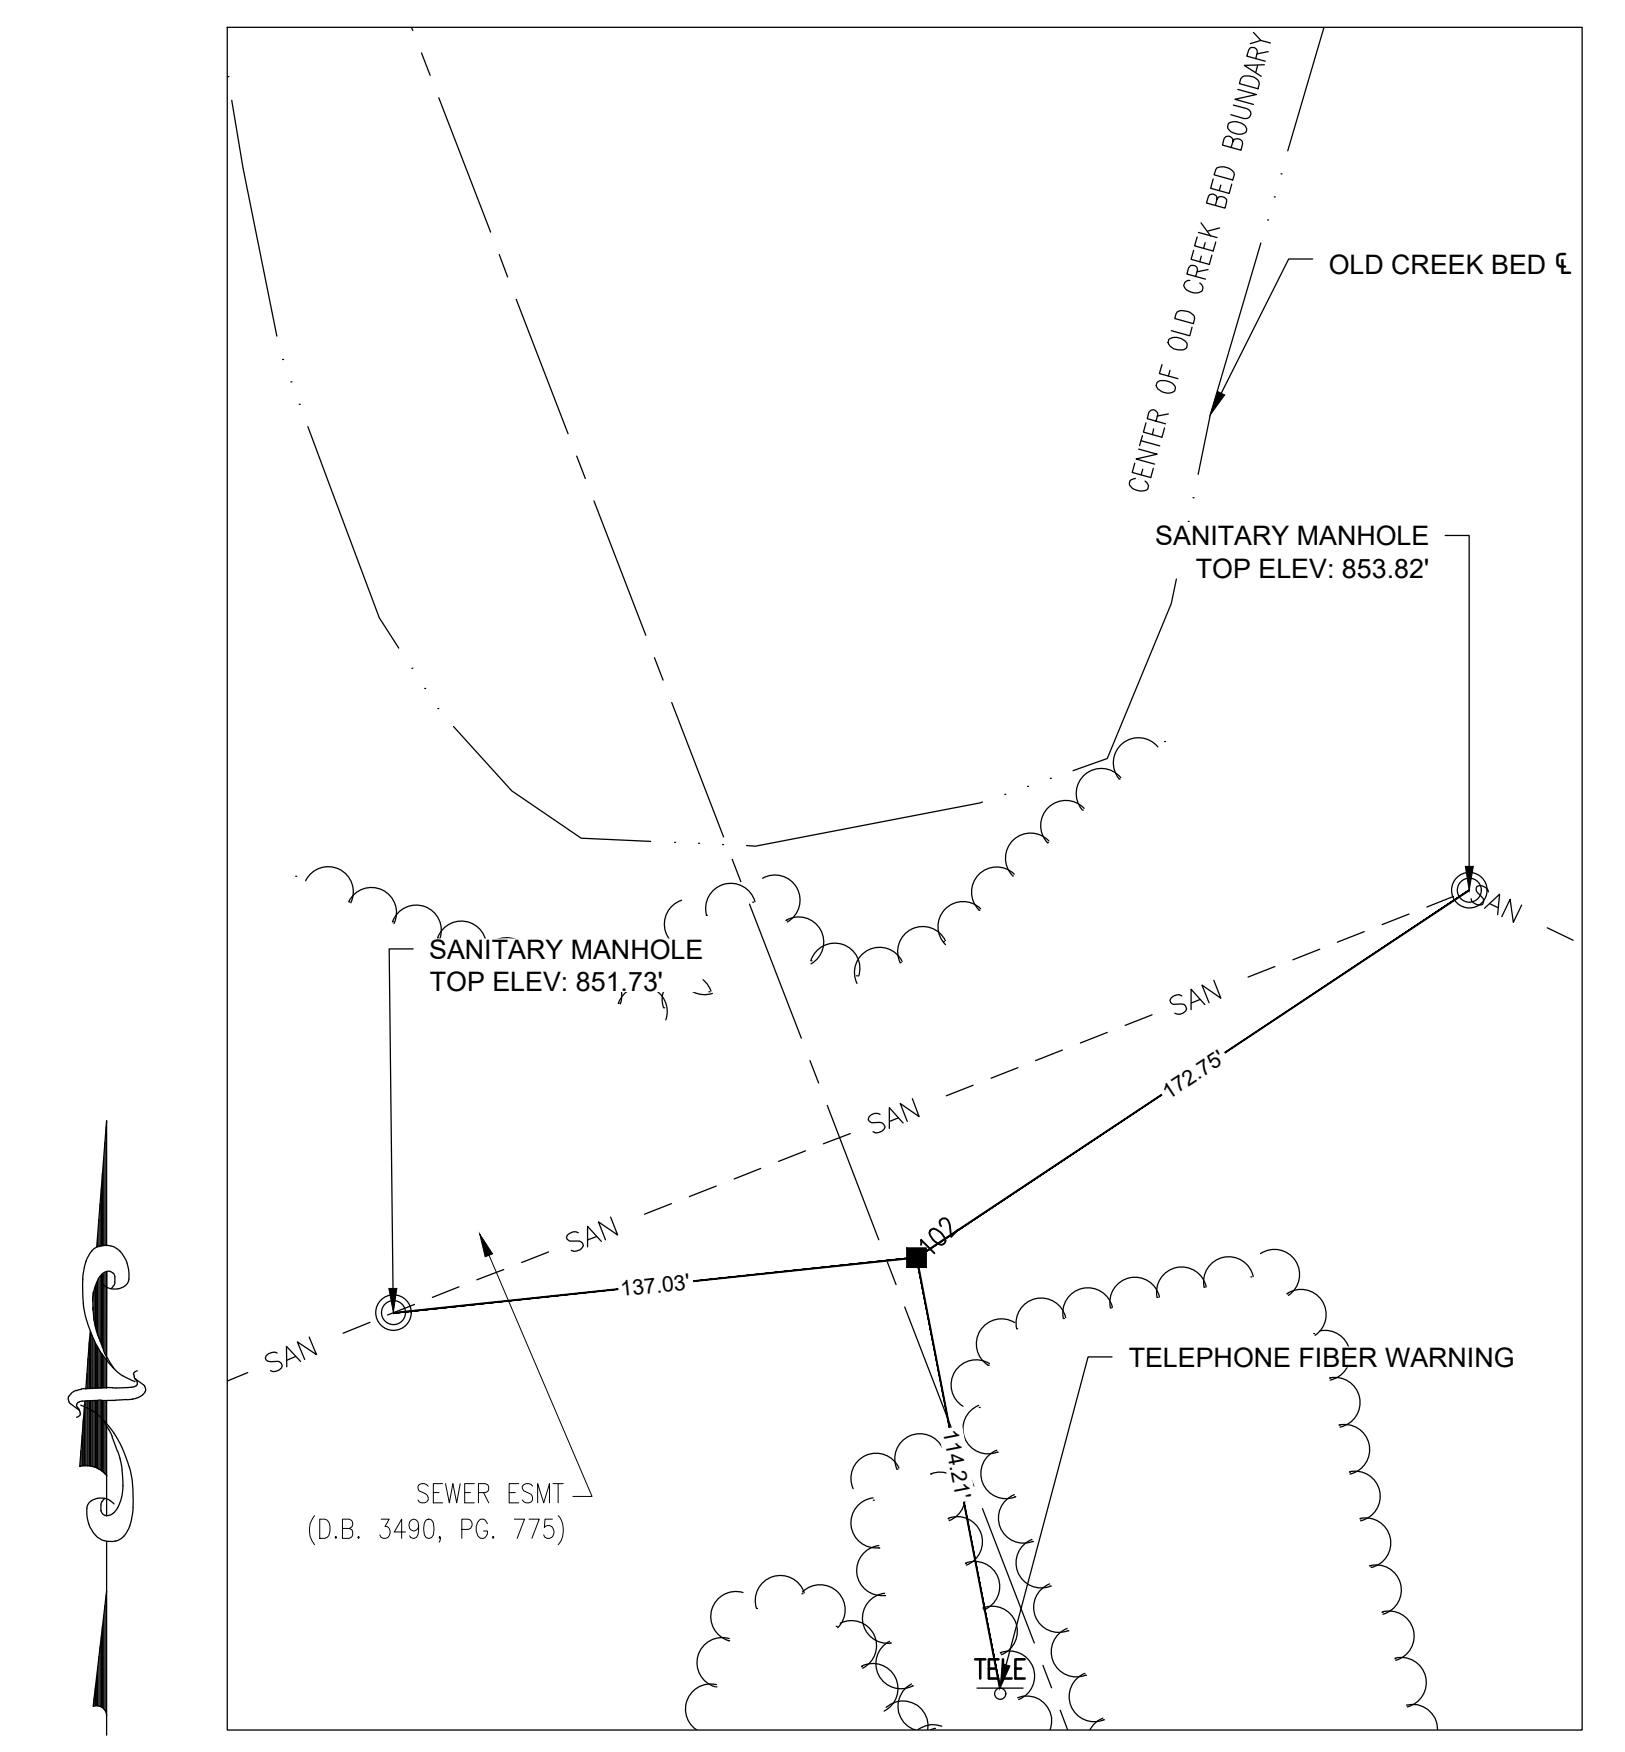 CENTER OF OLD CREEK BED BOUNDARY
OLD CREEK BED ℄
SANITARY MANHOLE
TOP ELEV: 853.82'
SAN
SANITARY MANHOLE
TOP ELEV: 851.73'
SAN
172.75'
SAN
SAN
102
137.03'
SAN
TELEPHONE FIBER WARNING
114.21'
SEWER ESMT
(D.B. 3490, PG. 775)
TELE